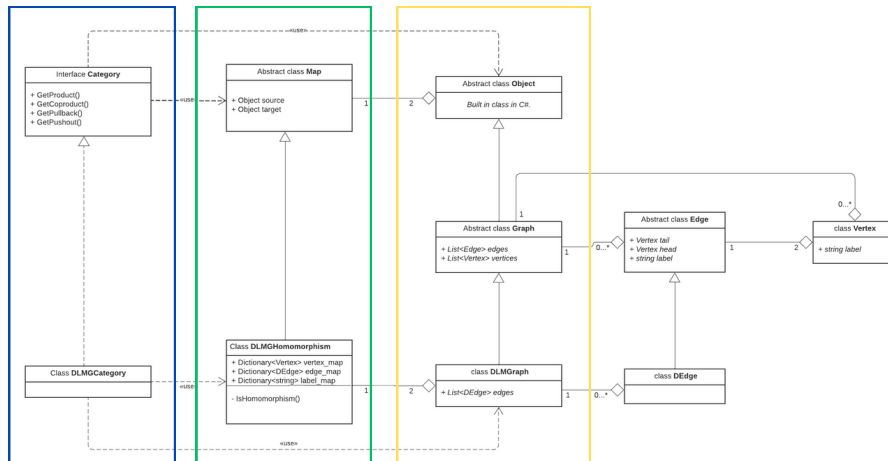 «use»
Interface Category
+ GetProduct()
+ GetCoproduct()
+ GetPullback()
+ GetPushout()
«use»
Abstract class Map
+ Object source
+ Object target
1
2
Abstract class Object
Built in class in C#.
1
0...*
Abstract class Graph
+ List<Edge> edges
+ List<Vertex> vertices
1
0...*
Abstract class Edge
+ Vertex tail
+ Vertex head
+ string label
1
2
class Vertex
+ string label
Class DLMGCategory
«use»
Class DLMGHomomorphism
+ Dictionary<Vertex> vertex_map
+ Dictionary<DEdge> edge_map
+ Dictionary<string> label_map
- IsHomomorphism()
1
2
class DLMGraph
+ List<DEdge> edges
1
0...*
class DEdge
«use»